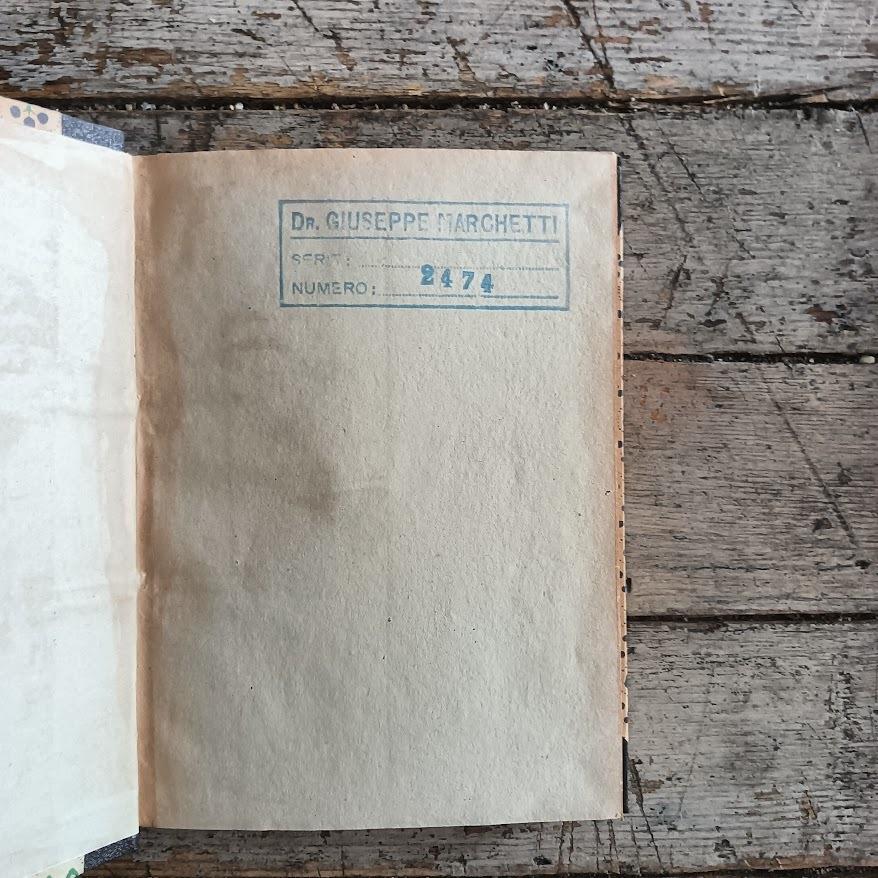 DR. GIUSEPPE MARCHETTI
SERIE:
NUMERO: 2474